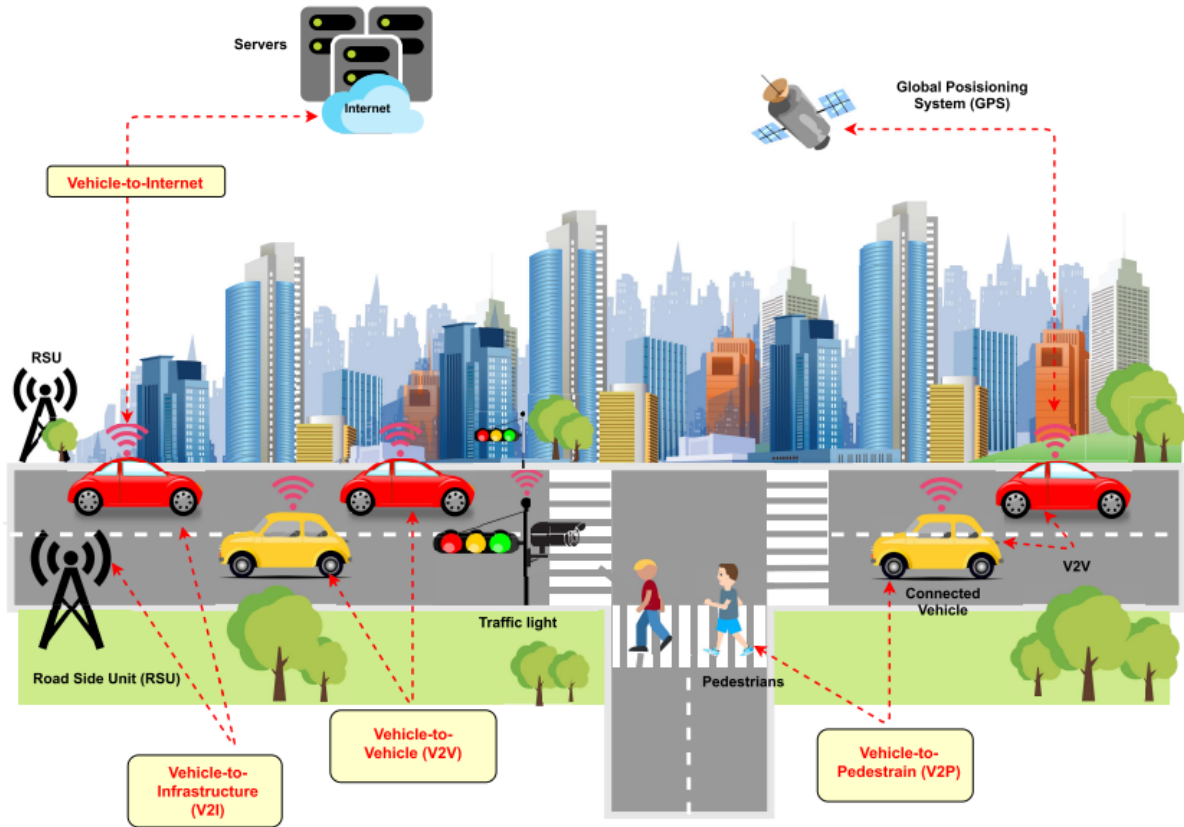 Servers
Internet
Global Posisioning
System (GPS)
Vehicle-to-Internet
RSU
V2V
Connected
Vehicle
Traffic light
Road Side Unit (RSU)
Pedestrians
Vehicle-to-
Vehicle (V2V)
Vehicle-to-
Infrastructure
(V2I)
Vehicle-to-
Pedestrain (V2P)